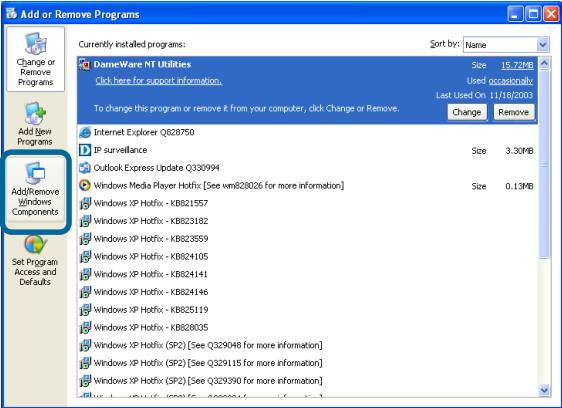 Add or Remove Programs
Change or
Remove
Programs
Add New
Programs
Add/Remove
Windows
Components
Set Program
Access and
Defaults
Currently installed programs:
Sort by: Name
DameWare NT Utilities Size 15.72MB
Click here for support information. Used occasionally
Last Used On 11/18/2003
To change this program or remove it from your computer, click Change or Remove. Change Remove
Internet Explorer Q828750
IP surveillance Size 3.30MB
Outlook Express Update Q330994
Windows Media Player Hotfix [See wm828026 for more information] Size 0.13MB
Windows XP Hotfix - KB821557
Windows XP Hotfix - KB823182
Windows XP Hotfix - KB823559
Windows XP Hotfix - KB824105
Windows XP Hotfix - KB824141
Windows XP Hotfix - KB824146
Windows XP Hotfix - KB825119
Windows XP Hotfix - KB828035
Windows XP Hotfix (SP2) [See Q329048 for more information]
Windows XP Hotfix (SP2) [See Q329115 for more information]
Windows XP Hotfix (SP2) [See Q329390 for more information]